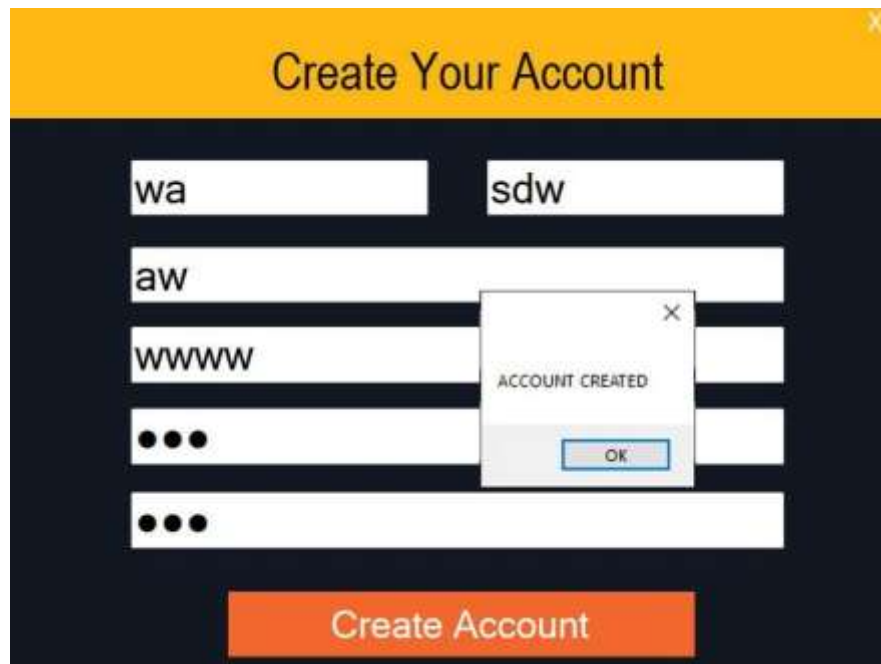 X
Create Your Account
wa sdw
aw
wwww
ACCOUNT CREATED
●●●
OK
●●●
Create Account